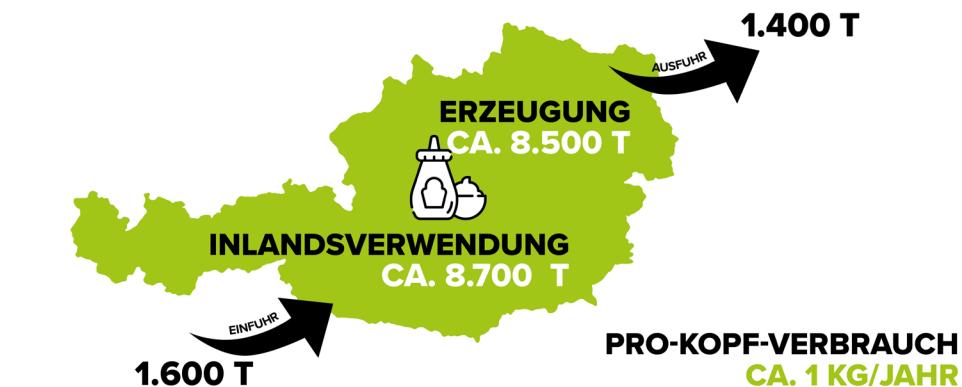 1.400 T
AUSFUHR
ERZEUGUNG
CA. 8.500 T
INLANDSVERWENDUNG
CA. 8.700 T
EINFUHR
1.600 T
PRO-KOPF-VERBRAUCH
CA. 1 KG/JAHR